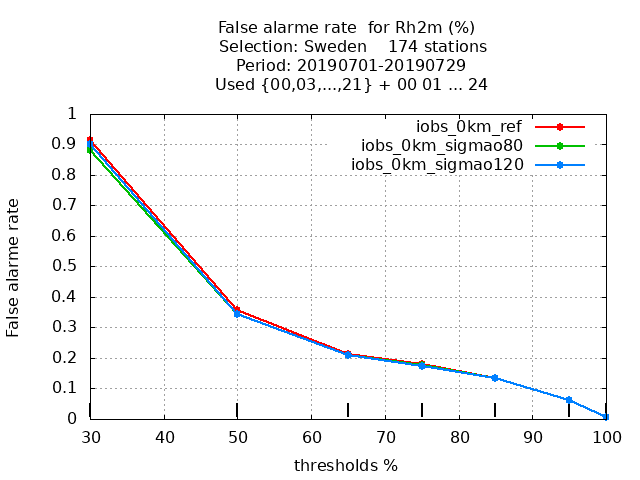 False alarme rate  for Rh2m (%)
Selection: Sweden    174 stations
Period: 20190701-20190729
Used {00,03,...,21} + 00 01 ... 24
iobs_0km_ref
iobs_0km_sigmao80
iobs_0km_sigmao120
False alarme rate
1
0.9
0.8
0.7
0.6
0.5
0.4
0.3
0.2
0.1
0
30 40 50 60 70 80 90 100
thresholds %